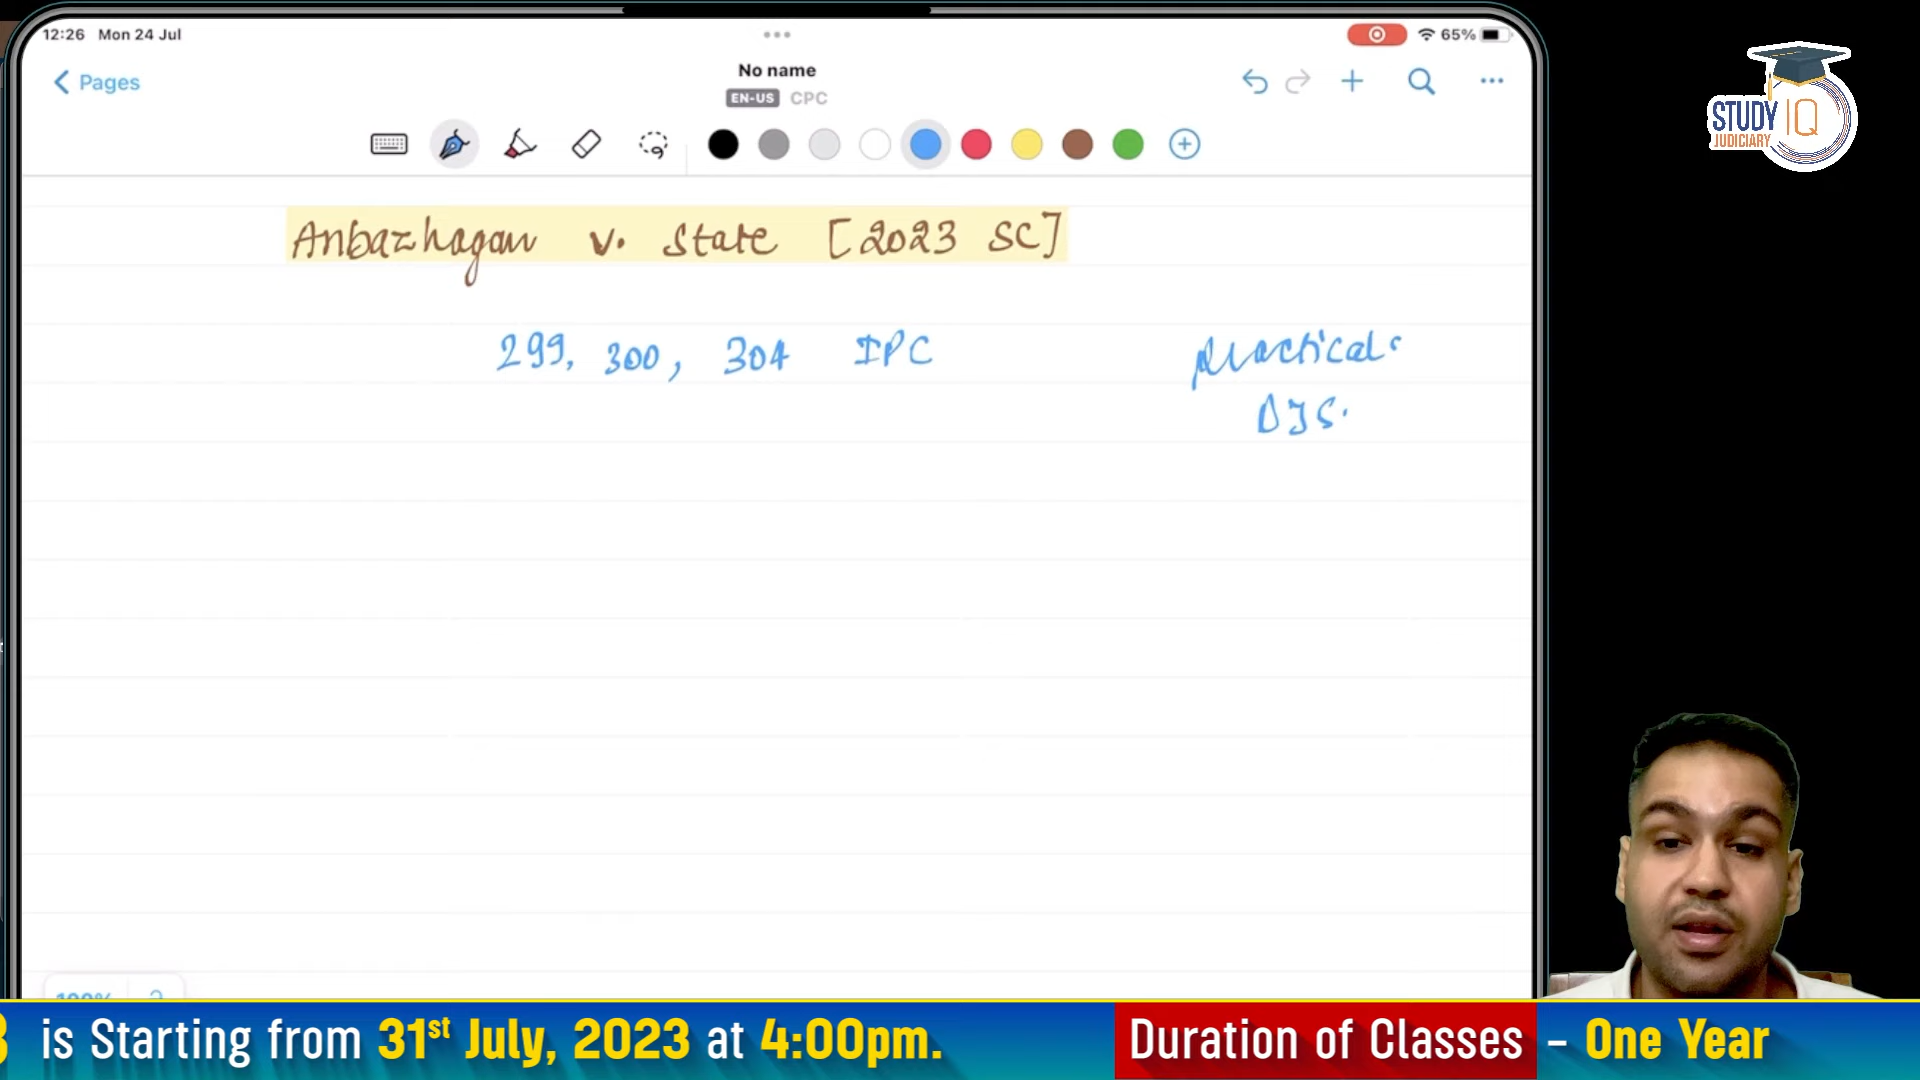 12:26 Mon 24 Jul
65%
Pages
No name
EN-US CPC
STUDY IQ
JUDICIARY
Anbazhagan v. State [2023 SC]
299, 300, 304 IPC
practical.
DJS.
100%
is Starting from 31st July, 2023 at 4:00pm.
Duration of Classes – One Year